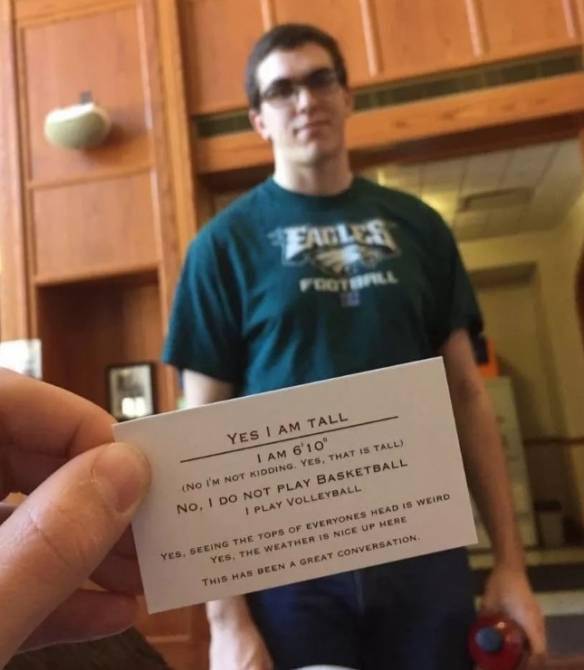 EAGLES
FOOTBALL
YES I AM TALL
I AM 6'10"
(NO I'M NOT KIDDING. YES, THAT IS TALL)
NO, I DO NOT PLAY BASKETBALL
I PLAY VOLLEYBALL
YES, SEEING THE TOPS OF EVERYONES HEAD IS WEIRD
YES, THE WEATHER IS NICE UP HERE
THIS HAS BEEN A GREAT CONVERSATION.